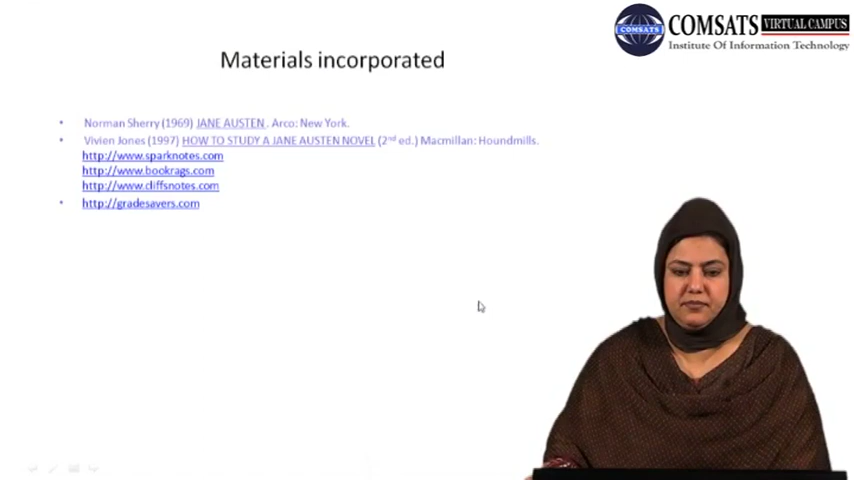 COMSATS VIRTUAL CAMPUS
COMSATS
Institute Of Information Technology
Materials incorporated
• Norman Sherry (1969) JANE AUSTEN . Arco: New York.
• Vivien Jones (1997) HOW TO STUDY A JANE AUSTEN NOVEL (2nd ed.) Macmillan: Houndmills.
http://www.sparknotes.com
http://www.bookrags.com
http://www.cliffsnotes.com
• http://gradesavers.com